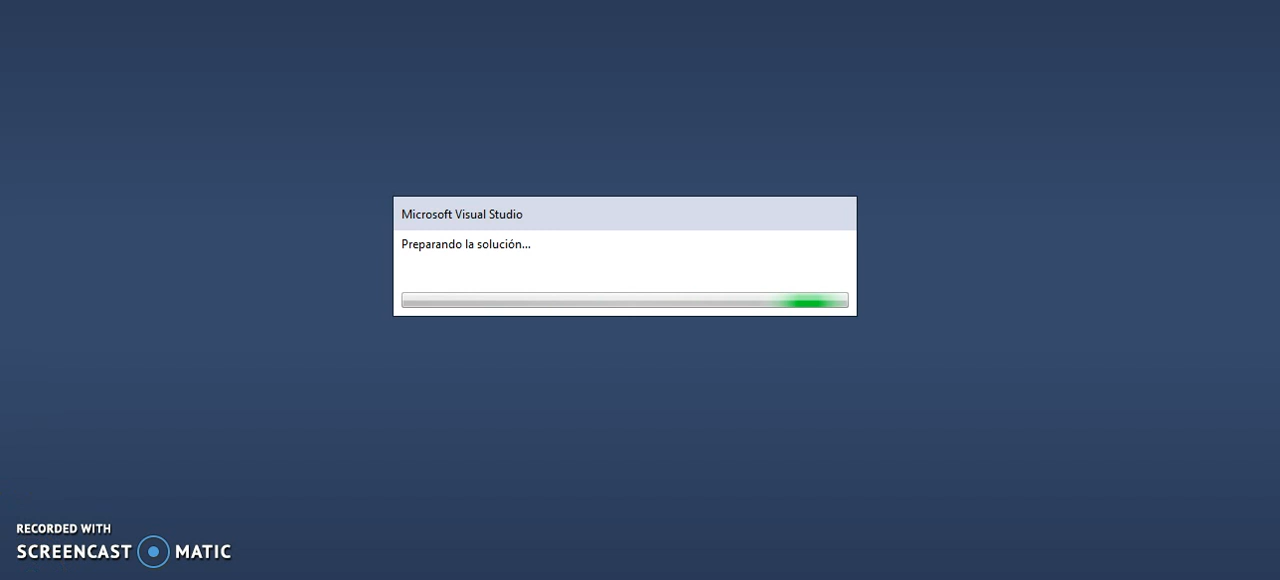 Microsoft Visual Studio
Preparando la solución...
RECORDED WITH
SCREENCAST MATIC